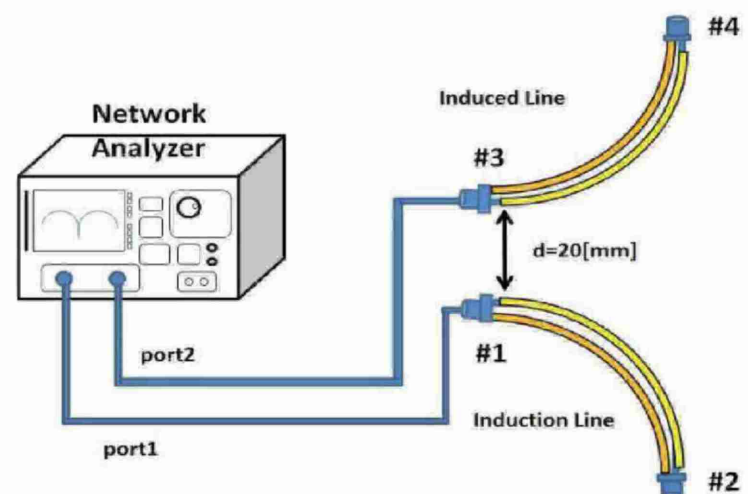 #4
Induced Line
Network
Analyzer
#3
d=20[mm]
port2
#1
Induction Line
port1
#2